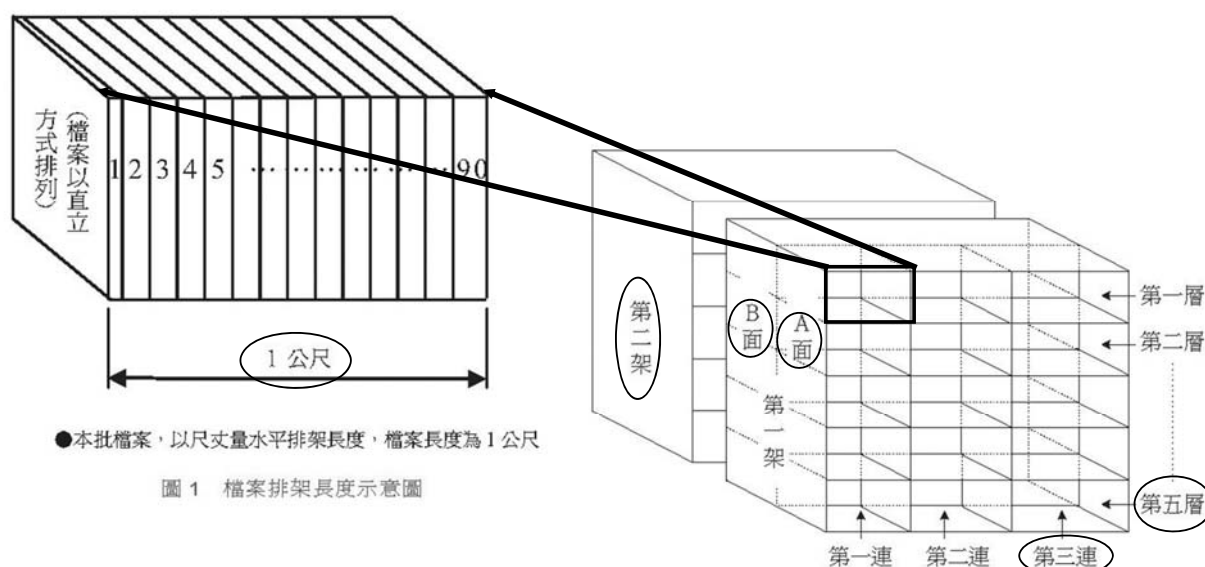 (檔案以直立
方式排列)
1 2 3 4 5 ………………… 90
1 公尺
●本批檔案，以尺丈量水平排架長度，檔案長度為 1 公尺
圖 1 檔案排架長度示意圖
第二架
B面
A面
第一架
第一層
第二層
第五層
第一連
第二連
第三連